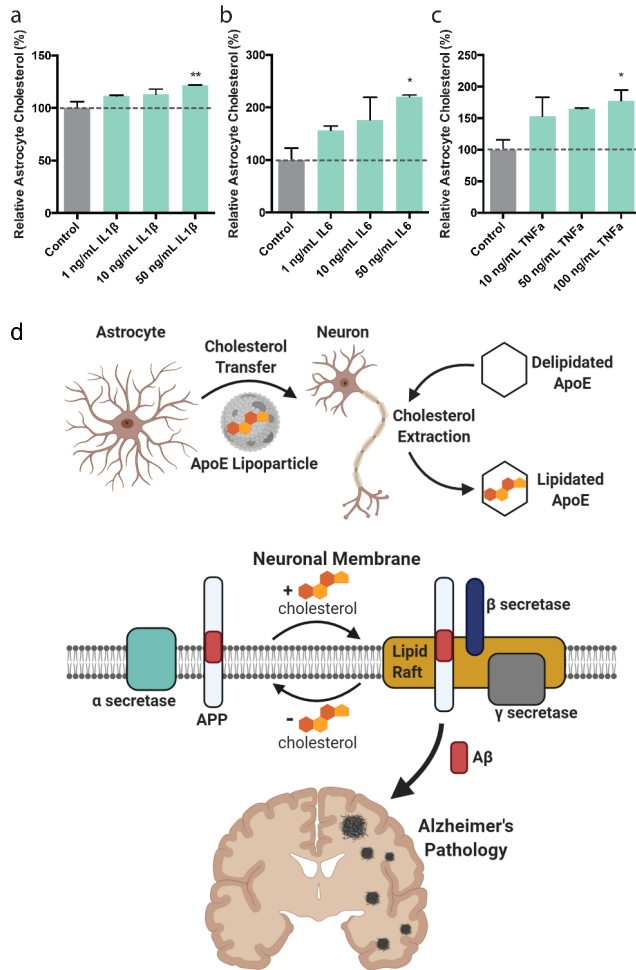 a
Relative Astrocyte Cholesterol (%)
150
100
50
0
**
Control
1 ng/mL IL1β
10 ng/mL IL1β
50 ng/mL IL1β
b
Relative Astrocyte Cholesterol (%)
300
200
100
0
*
Control
1 ng/mL IL6
10 ng/mL IL6
50 ng/mL IL6
c
Relative Astrocyte Cholesterol (%)
250
200
150
100
50
0
*
Control
10 ng/mL TNFa
50 ng/mL TNFa
100 ng/mL TNFa
d
Astrocyte
Cholesterol
Transfer
ApoE Lipoparticle
Neuron
Cholesterol
Extraction
Delipidated
ApoE
Lipidated
ApoE
Neuronal Membrane
+
cholesterol
-
cholesterol
α secretase
APP
Lipid
Raft
β secretase
γ secretase
Aβ
Alzheimer's
Pathology